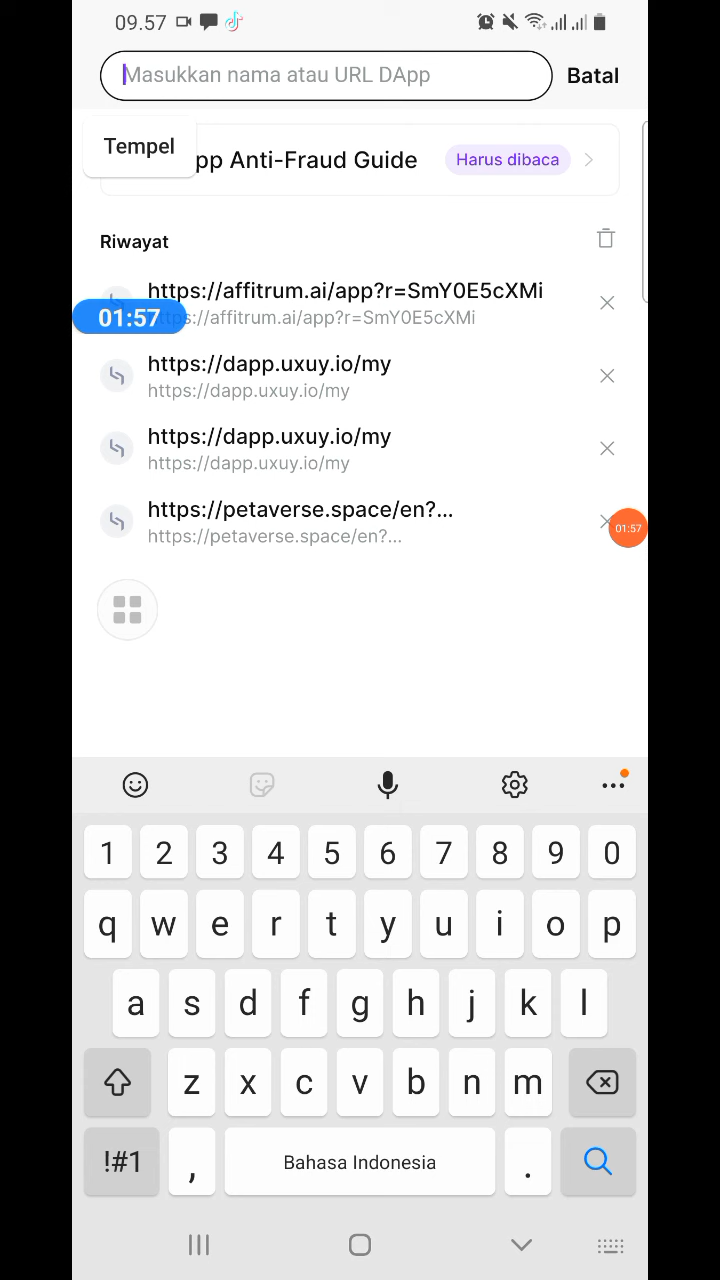 09.57
Masukkan nama atau URL DApp
Batal
Tempel
pp Anti-Fraud Guide
Harus dibaca
Riwayat
https://affitrum.ai/app?r=SmY0E5cXMi
s://affitrum.ai/app?r=SmY0E5cXMi
01:57
https://dapp.uxuy.io/my
https://dapp.uxuy.io/my
https://dapp.uxuy.io/my
https://dapp.uxuy.io/my
https://petaverse.space/en?...
https://petaverse.space/en?...
01:57
1 2 3 4 5 6 7 8 9 0
q w e r t y u i o p
a s d f g h j k l
z x c v b n m
!#1 , Bahasa Indonesia .